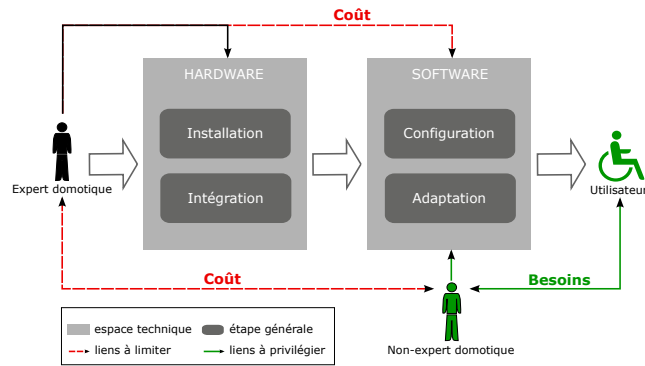 Coût
HARDWARE
SOFTWARE
Installation
Configuration
Expert domotique
Intégration
Adaptation
Utilisateur
Coût
Besoins
espace technique
étape générale
liens à limiter
liens à privilégier
Non-expert domotique